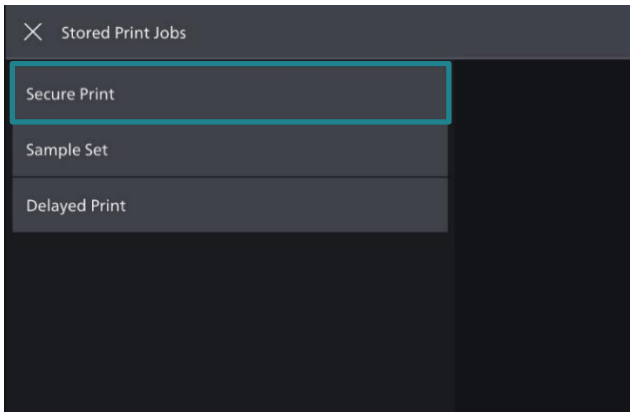 Stored Print Jobs
Secure Print
Sample Set
Delayed Print